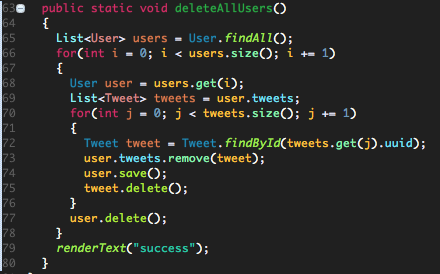 63 public static void deleteAllUsers()
64 {
65 List<User> users = User.findAll();
66 for(int i = 0; i < users.size(); i += 1)
67 {
68 User user = users.get(i);
69 List<Tweet> tweets = user.tweets;
70 for(int j = 0; j < tweets.size(); j += 1)
71 {
72 Tweet tweet = Tweet.findById(tweets.get(j).uuid);
73 user.tweets.remove(tweet);
74 user.save();
75 tweet.delete();
76 }
77 user.delete();
78 }
79 renderText("success");
80 }